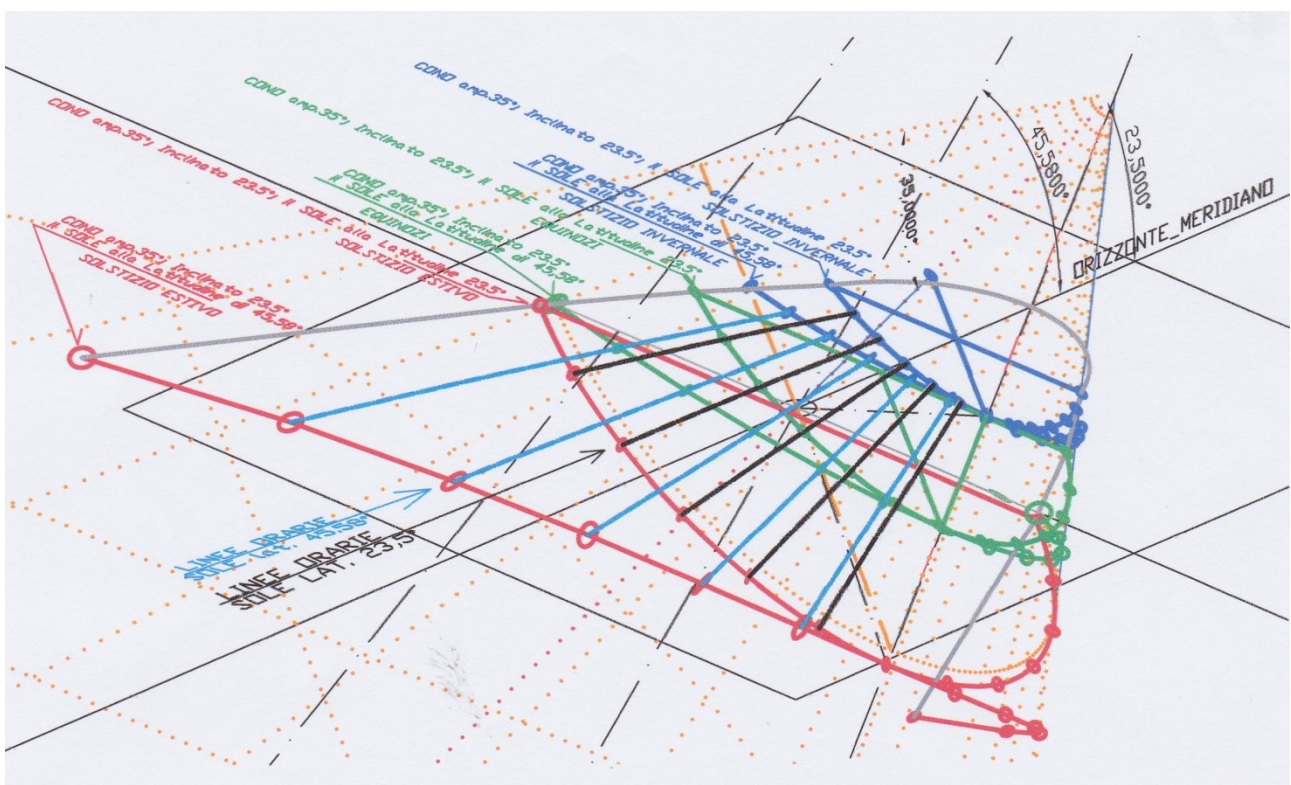 CONO amp.35°, Inclinato 23.5°, Il SOLE alla Latitudine 23.5°
SOLSTIZIO INVERNALE
CONO amp.35°, Inclinato 23.5°
Il SOLE alla Latitudine di 45,58°
SOLSTIZIO INVERNALE
CONO amp.35°, Inclinato 23.5°, Il SOLE alla Latitudine 23.5°
EQUINOZI
CONO amp.35°, Inclinato 23.5°
Il SOLE alla Latitudine di 45,58°
EQUINOZI
CONO amp.35°, Inclinato 23.5°, Il SOLE alla Latitudine 23.5°
SOLSTIZIO ESTIVO
CONO amp.35°, Inclinato 23.5°
Il SOLE alla Latitudine di 45,58°
SOLSTIZIO ESTIVO
35,0000°
45,5800°
23,5000°
ORIZZONTE_MERIDIANO
LINEE ORARIE
SOLE Lat. 45,58°
LINEE ORARIE
SOLE LAT. 23,5°